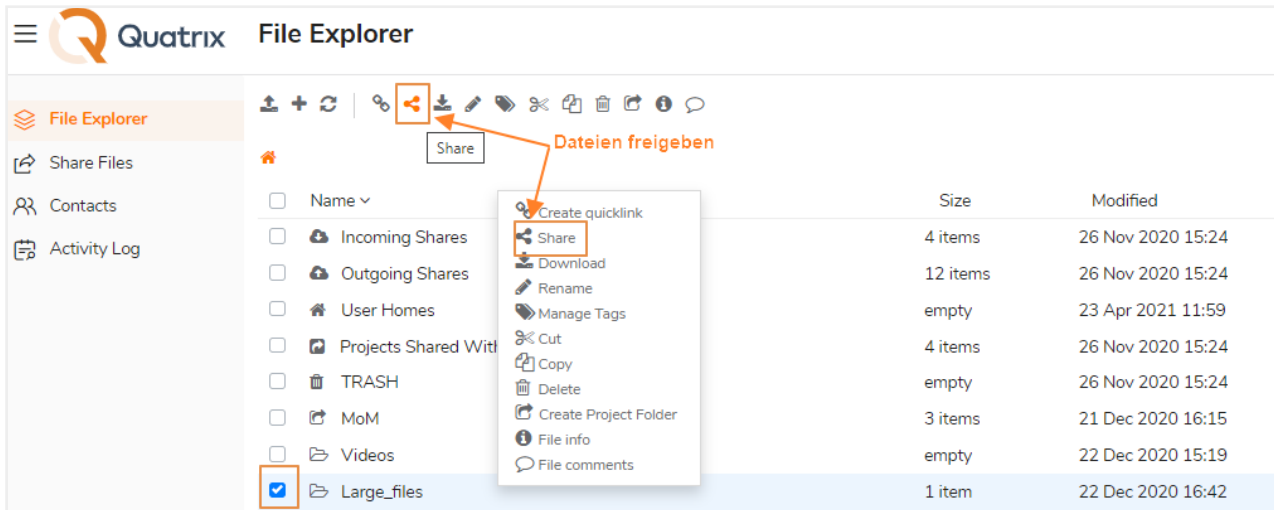 Quatrix File Explorer
File Explorer
Share Files
Contacts
Activity Log
Share
Dateien freigeben
Name Size Modified
Incoming Shares 4 items 26 Nov 2020 15:24
Outgoing Shares 12 items 26 Nov 2020 15:24
User Homes empty 23 Apr 2021 11:59
Projects Shared With 4 items 26 Nov 2020 15:24
TRASH empty 26 Nov 2020 15:24
MoM 3 items 21 Dec 2020 16:15
Videos empty 22 Dec 2020 15:19
Large_files 1 item 22 Dec 2020 16:42
Create quicklink
Share
Download
Rename
Manage Tags
Cut
Copy
Delete
Create Project Folder
File info
File comments